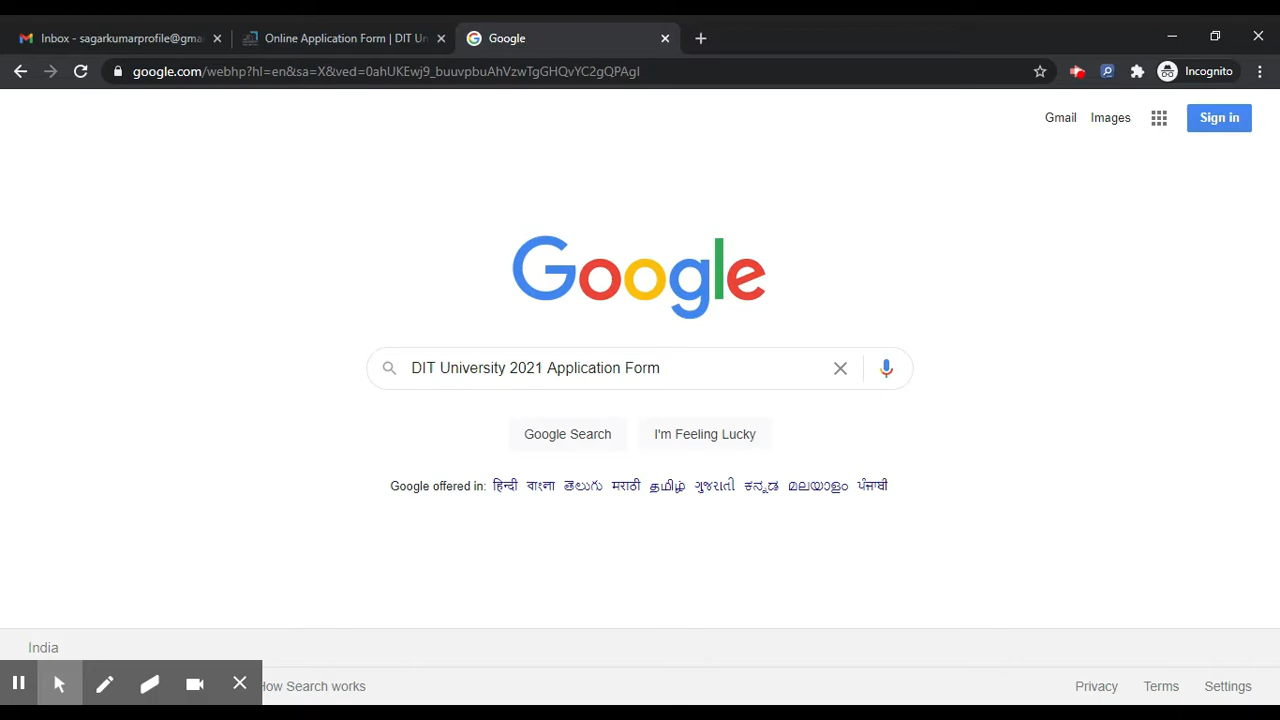 Inbox - sagarkumarprofile@gma
Online Application Form | DIT Un
Google
google.com/webhp?hl=en&sa=X&ved=0ahUKEwj9_buuvpbuAhVzwTgGHQvYC2gQPAgI
Incognito
Gmail Images Sign in
Google
DIT University 2021 Application Form
Google Search I'm Feeling Lucky
Google offered in: हिन्दी বাংলা తెలుగు मराठी தமிழ் ગુજરાતી ಕನ್ನಡ മലയാളം ਪੰਜਾਬੀ
India
How Search works Privacy Terms Settings